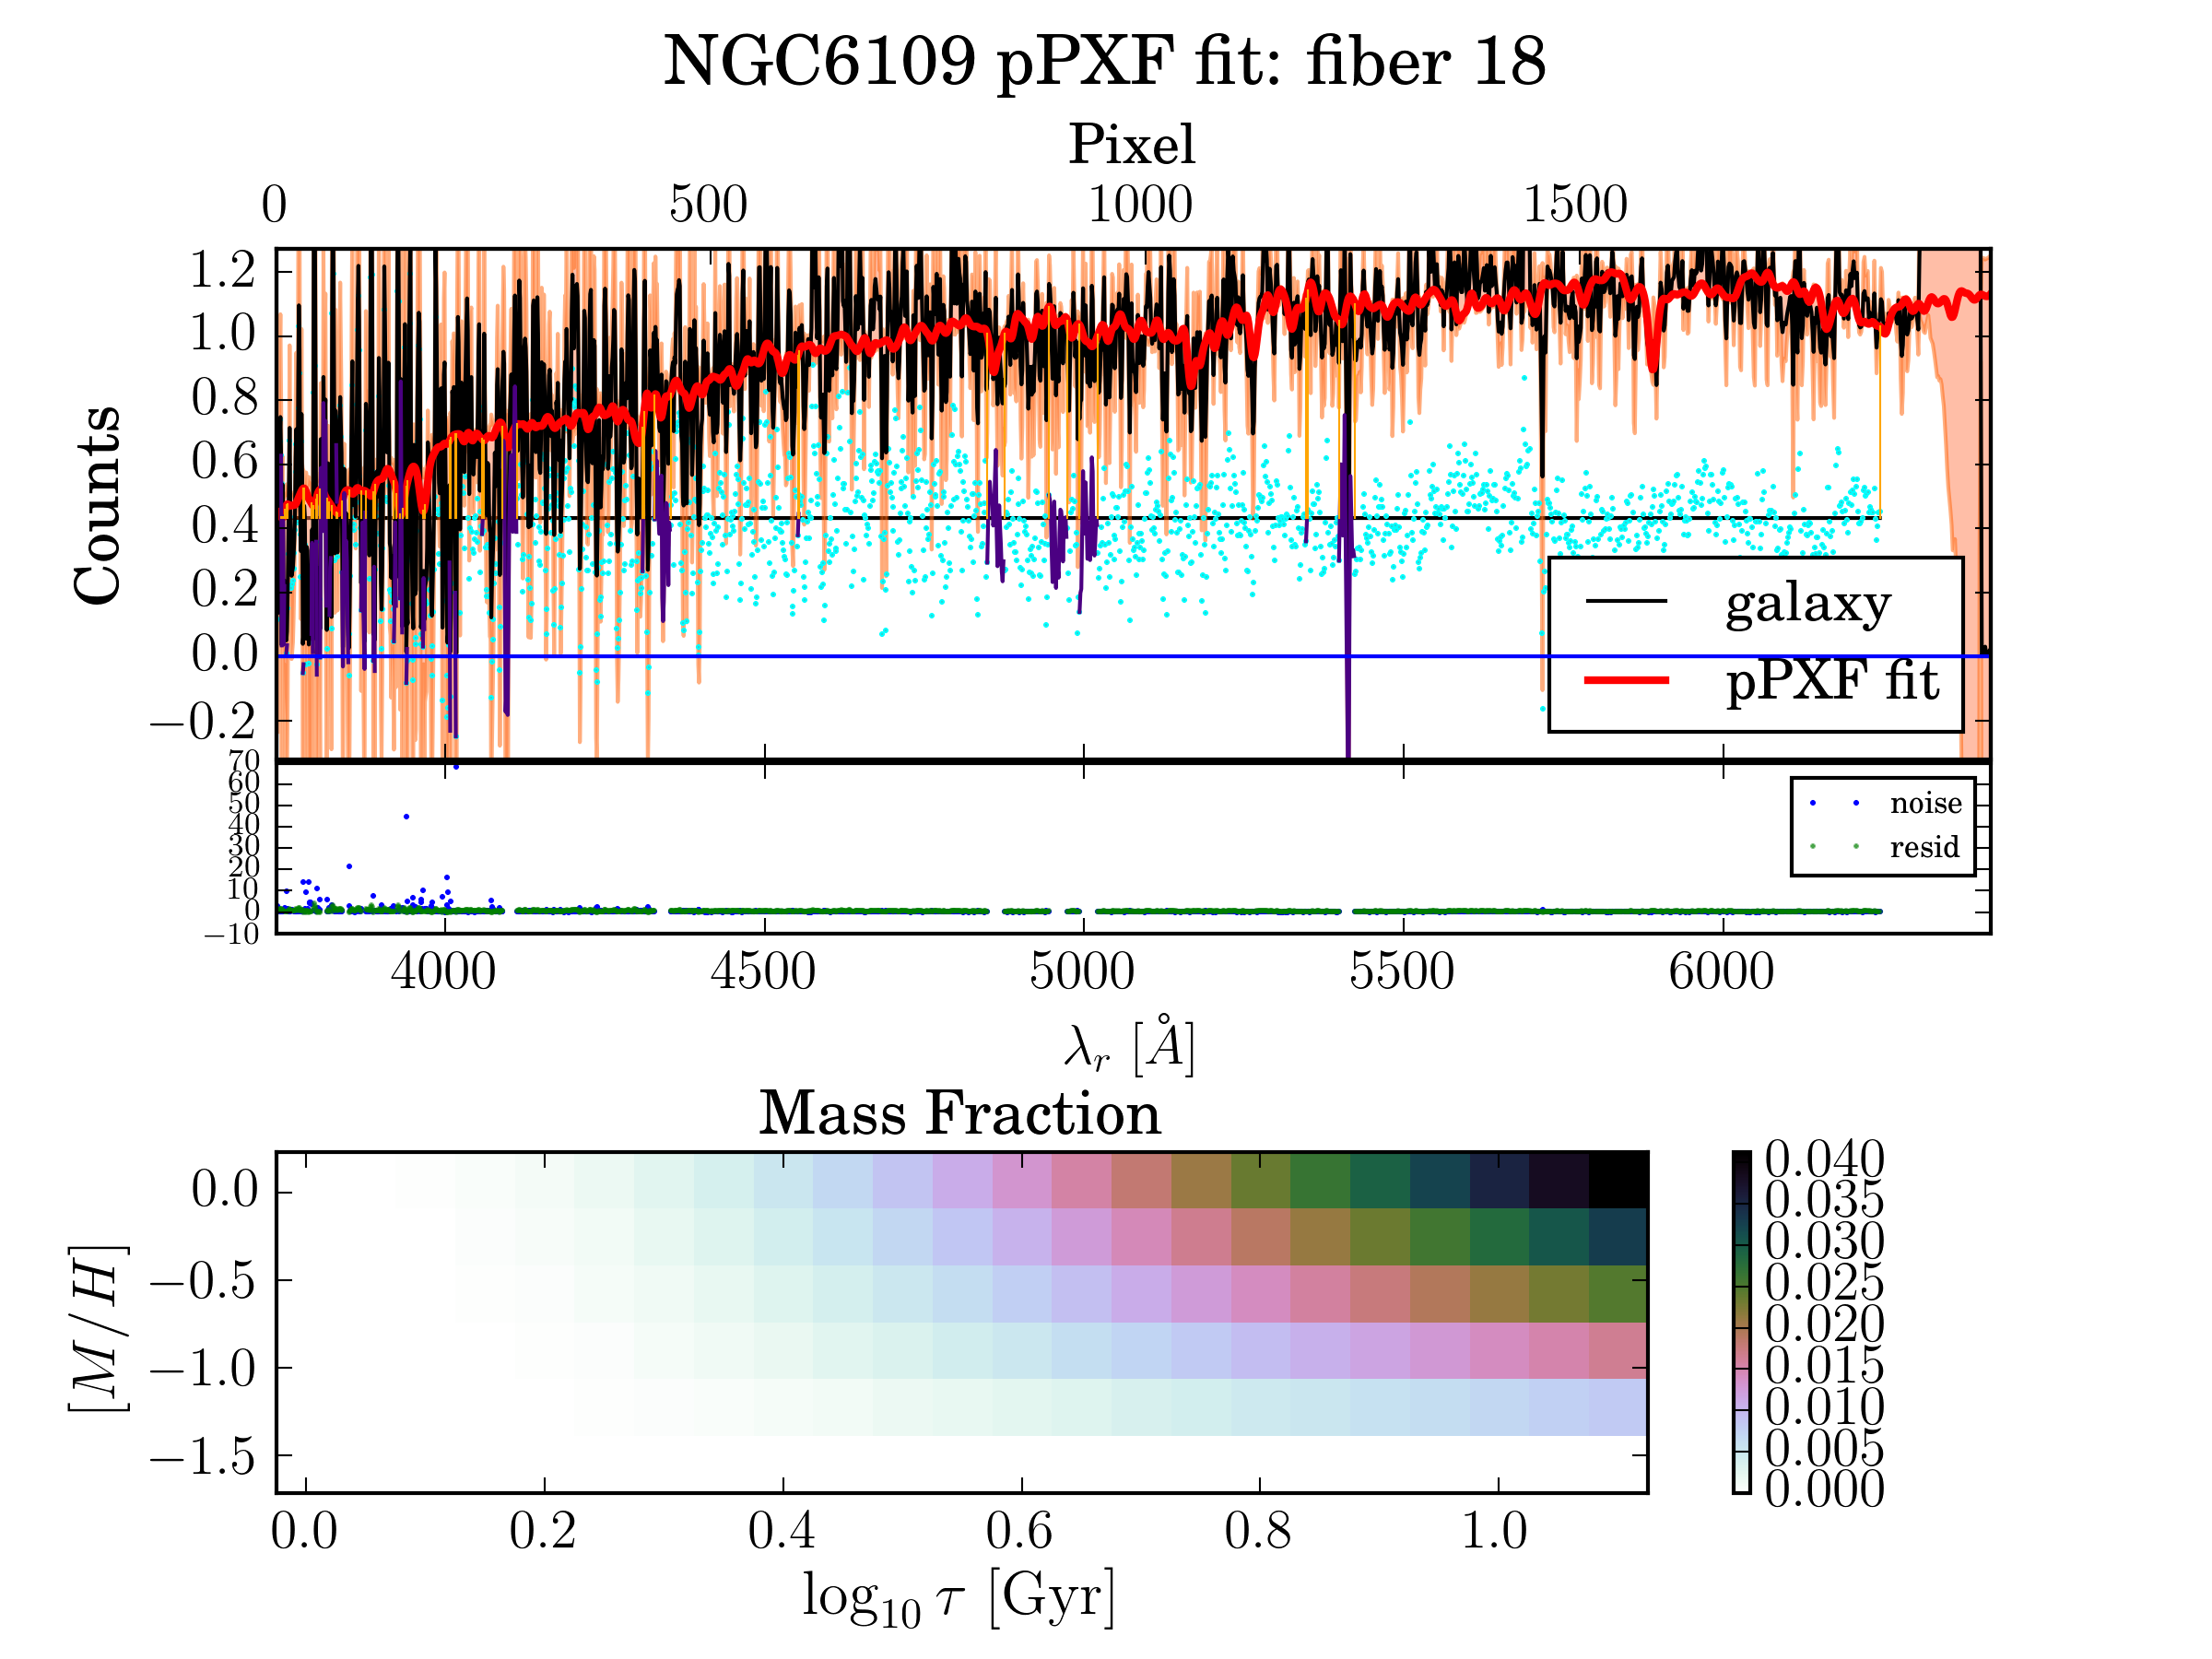 NGC6109 pPXF fit: fiber 18
Pixel
0 500 1000 1500
Counts
1.2
1.0
0.8
0.6
0.4
0.2
0.0
−0.2
galaxy
pPXF fit
70
60
50
40
30
20
10
0
−10
noise
resid
4000 4500 5000 5500 6000
λ_r [Å]
Mass Fraction
[M/H]
0.0
−0.5
−1.0
−1.5
0.040
0.035
0.030
0.025
0.020
0.015
0.010
0.005
0.000
0.0 0.2 0.4 0.6 0.8 1.0
log₁₀ τ [Gyr]